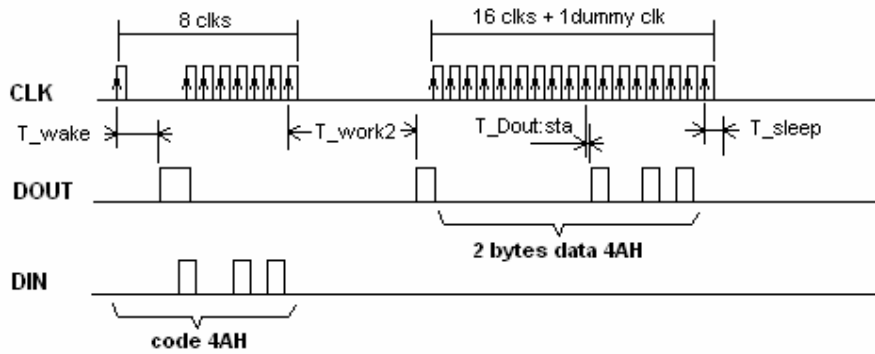 8 clks
16 clks + 1dummy clk
CLK
T_wake
T_work2
T_Dout:sta
T_sleep
DOUT
2 bytes data 4AH
DIN
code 4AH